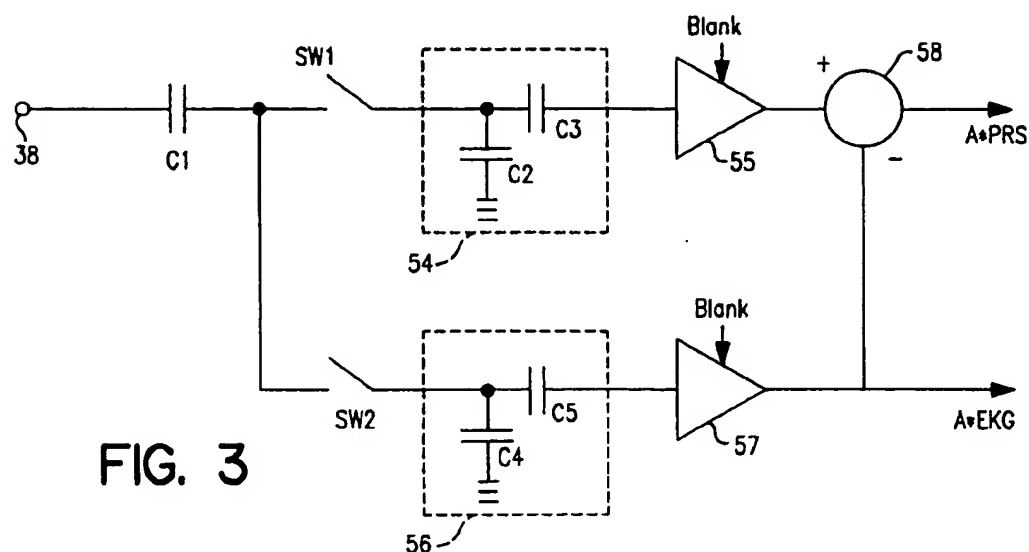 Blank
58
SW1
+
38
C1
C3
A*PRS
C2
55
-
54
Blank
SW2
C5
A*EKG
C4
57
FIG. 3
56